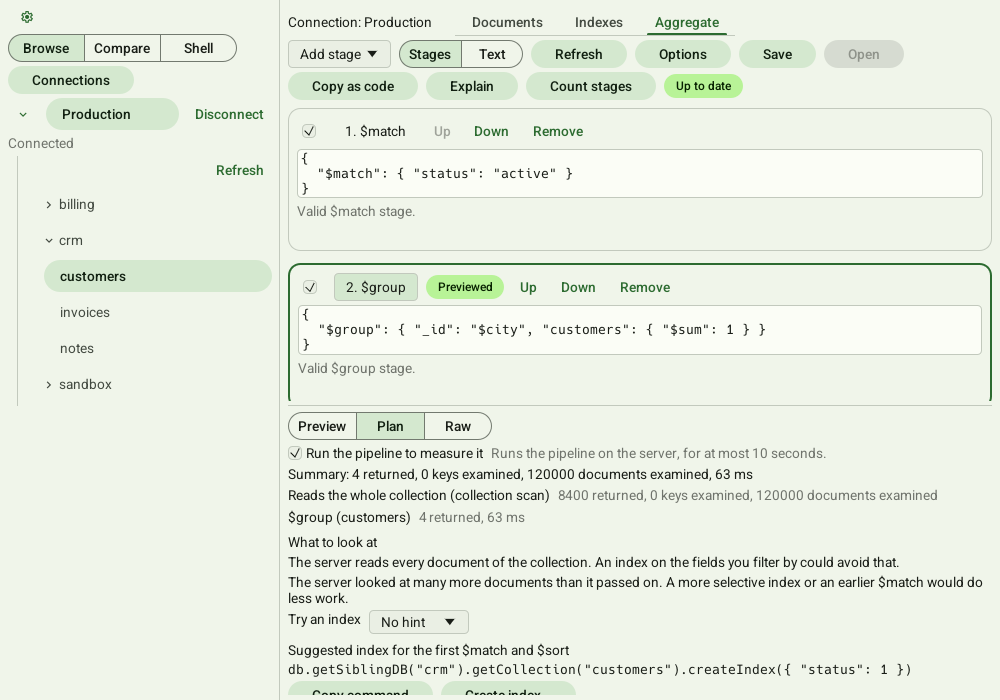 Browse Compare Shell
Connections
Production Disconnect
Connected
Refresh
billing
crm
customers
invoices
notes
sandbox
Connection: Production Documents Indexes Aggregate
Add stage Stages Text Refresh Options Save Open
Copy as code Explain Count stages Up to date
1. $match Up Down Remove
{
"$match": { "status": "active" }
}
Valid $match stage.
2. $group Previewed Up Down Remove
{
"$group": { "_id": "$city", "customers": { "$sum": 1 } }
}
Valid $group stage.
Preview Plan Raw
Run the pipeline to measure it Runs the pipeline on the server, for at most 10 seconds.
Summary: 4 returned, 0 keys examined, 120000 documents examined, 63 ms
Reads the whole collection (collection scan) 8400 returned, 0 keys examined, 120000 documents examined
$group (customers) 4 returned, 63 ms
What to look at
The server reads every document of the collection. An index on the fields you filter by could avoid that.
The server looked at many more documents than it passed on. A more selective index or an earlier $match would do
less work.
Try an index No hint
Suggested index for the first $match and $sort
db.getSiblingDB("crm").getCollection("customers").createIndex({ "status": 1 })
Copy command Create index